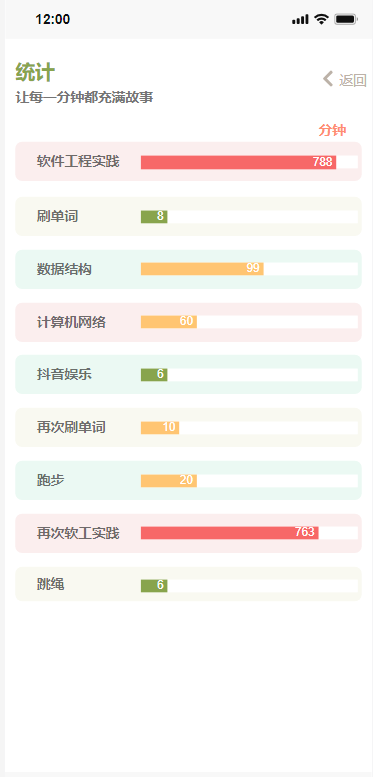 12:00
统计
返回
让每一分钟都充满故事
分钟
软件工程实践 788
刷单词 8
数据结构 99
计算机网络 60
抖音娱乐 6
再次刷单词 10
跑步 20
再次软工实践 763
跳绳 6